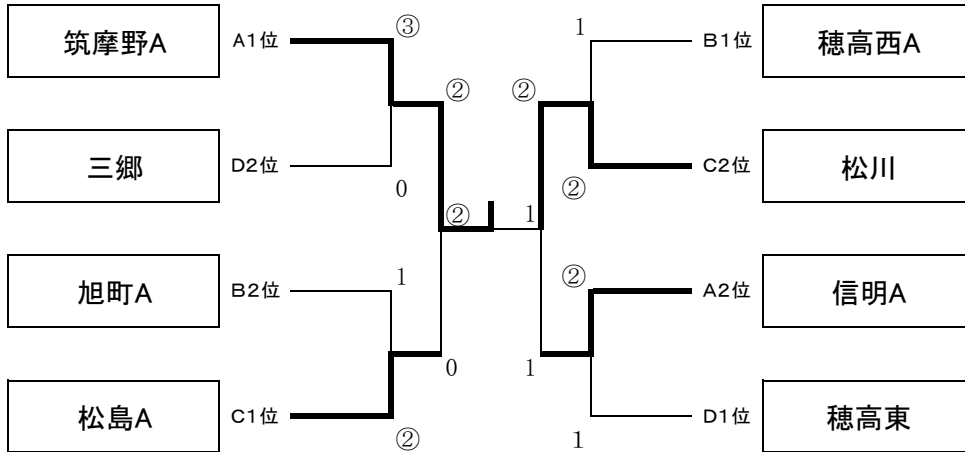 筑摩野A A1位 ③ 1 B1位 穂高西A
② ②
三郷 D2位 0 ② C2位 松川
② 1
旭町A B2位 1 ② A2位 信明A
0 1
松島A C1位 ② 1 D1位 穂高東